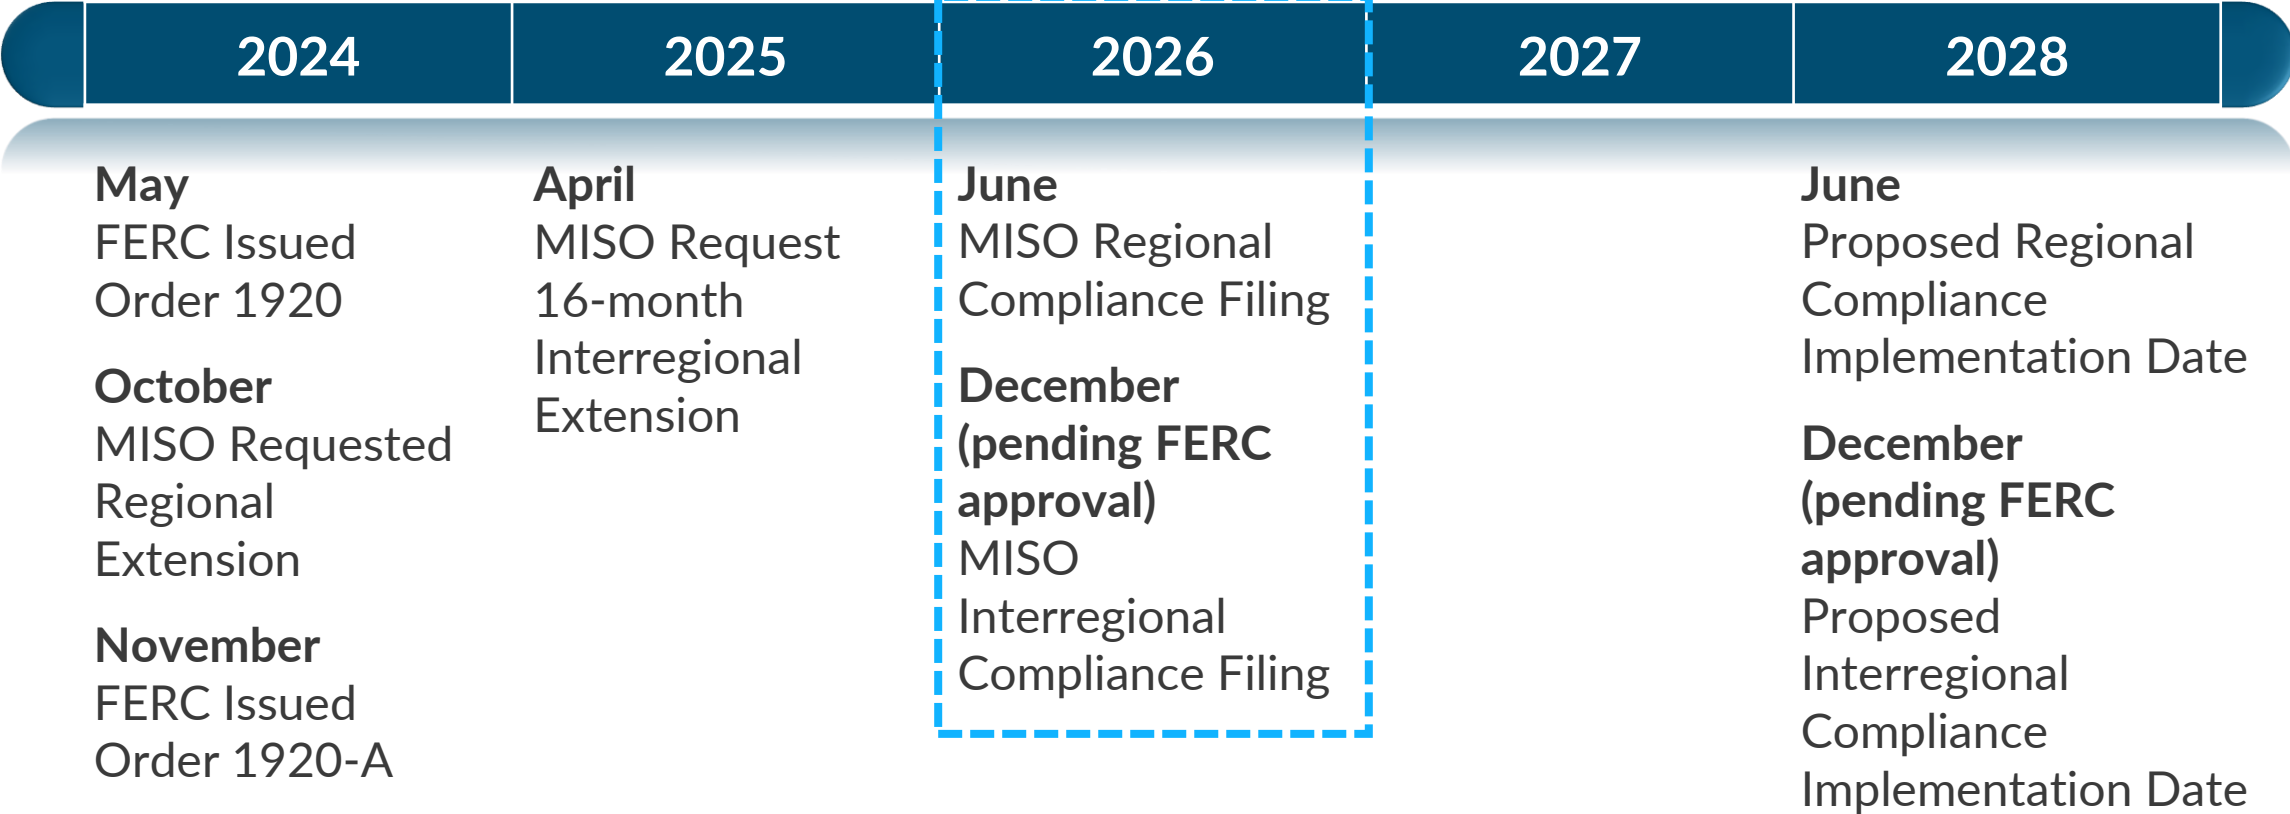 2024
2025
2026
2027
2028
May
FERC Issued
Order 1920
October
MISO Requested
Regional
Extension
November
FERC Issued
Order 1920-A
April
MISO Request
16-month
Interregional
Extension
June
MISO Regional
Compliance Filing
December
(pending FERC
approval)
MISO
Interregional
Compliance Filing
June
Proposed Regional
Compliance
Implementation Date
December
(pending FERC
approval)
Proposed
Interregional
Compliance
Implementation Date